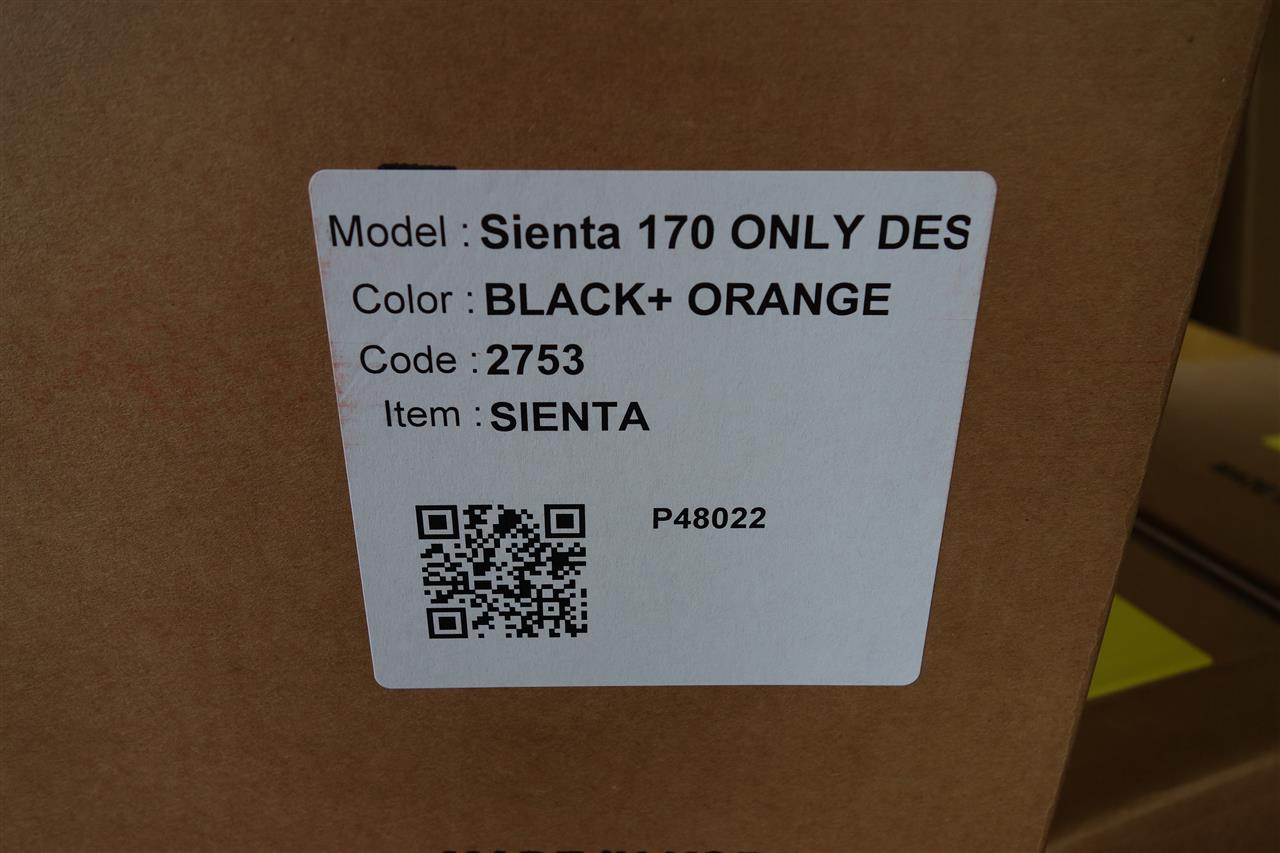 Model : Sienta 170 ONLY DES
Color : BLACK+ ORANGE
Code : 2753
Item : SIENTA
P48022